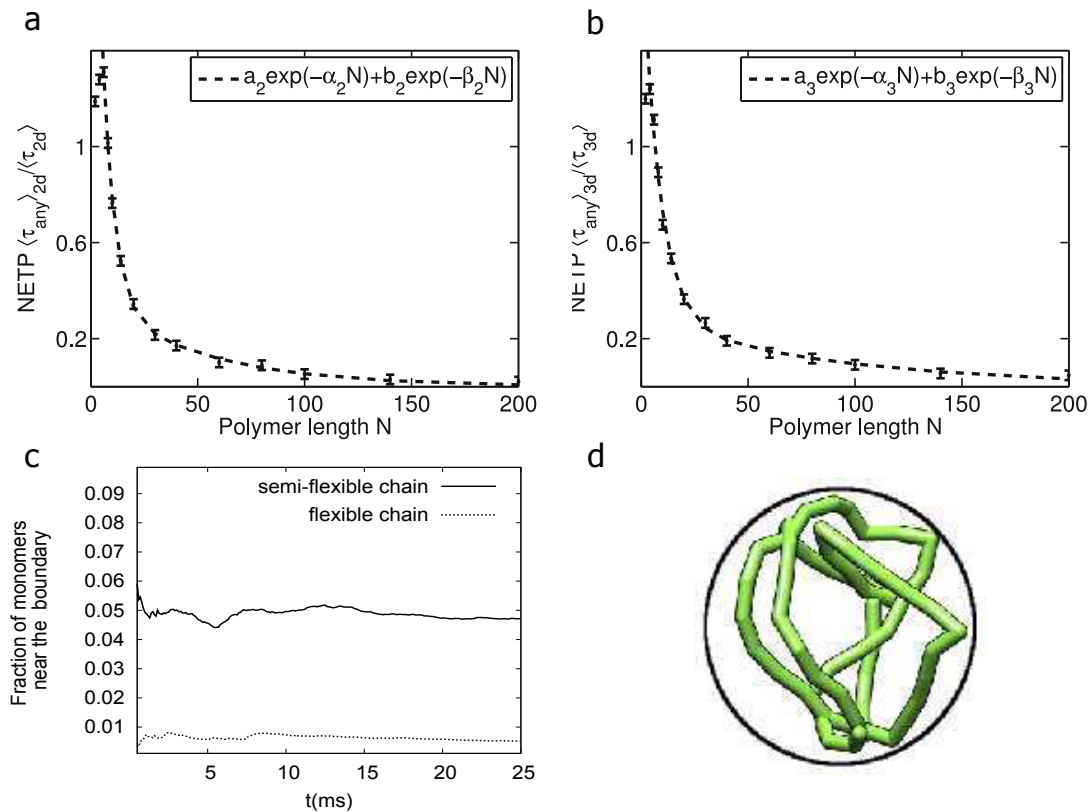 a
a₂exp(-α₂N)+b₂exp(-β₂N)
NETP ⟨τany⟩2d/⟨τ2d⟩
1
0.6
0.2
0 50 100 150 200
Polymer length N
b
a₃exp(-α₃N)+b₃exp(-β₃N)
NETP ⟨τany⟩3d/⟨τ3d⟩
1
0.6
0.2
0 50 100 150 200
Polymer length N
c
semi-flexible chain
flexible chain
Fraction of monomers
near the boundary
0.09
0.08
0.07
0.06
0.05
0.04
0.03
0.02
0.01
5 10 15 20 25
t(ms)
d